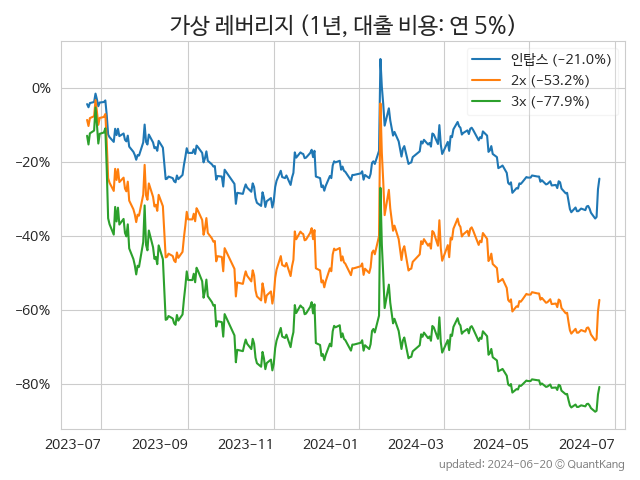 가상 레버리지 (1년, 대출 비용: 연 5%)
인탑스 (−21.0%)
2x (−53.2%)
3x (−77.9%)
0%
−20%
−40%
−60%
−80%
2023-07 2023-09 2023-11 2024-01 2024-03 2024-05 2024-07
updated: 2024-06-20 © QuantKang